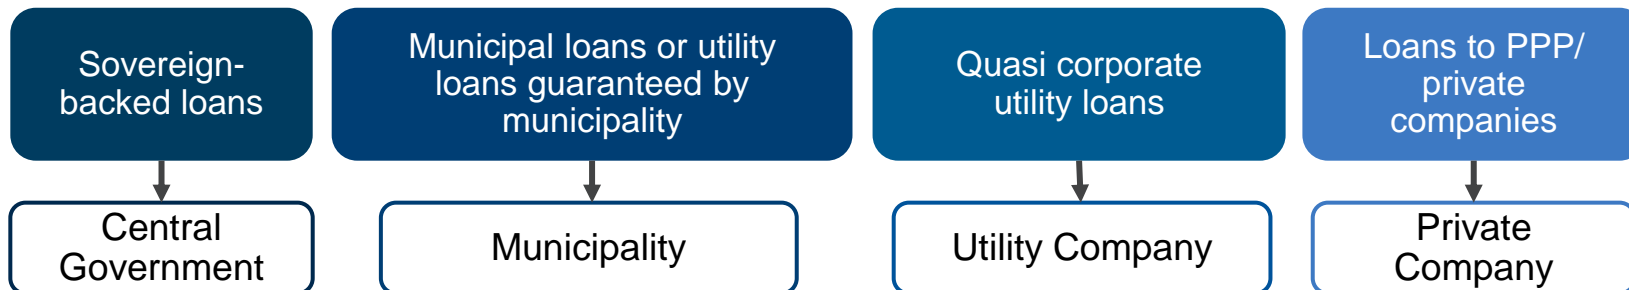 Sovereign-
backed loans
Municipal loans or utility
loans guaranteed by
municipality
Quasi corporate
utility loans
Loans to PPP/
private
companies
Central
Government
Municipality
Utility Company
Private
Company